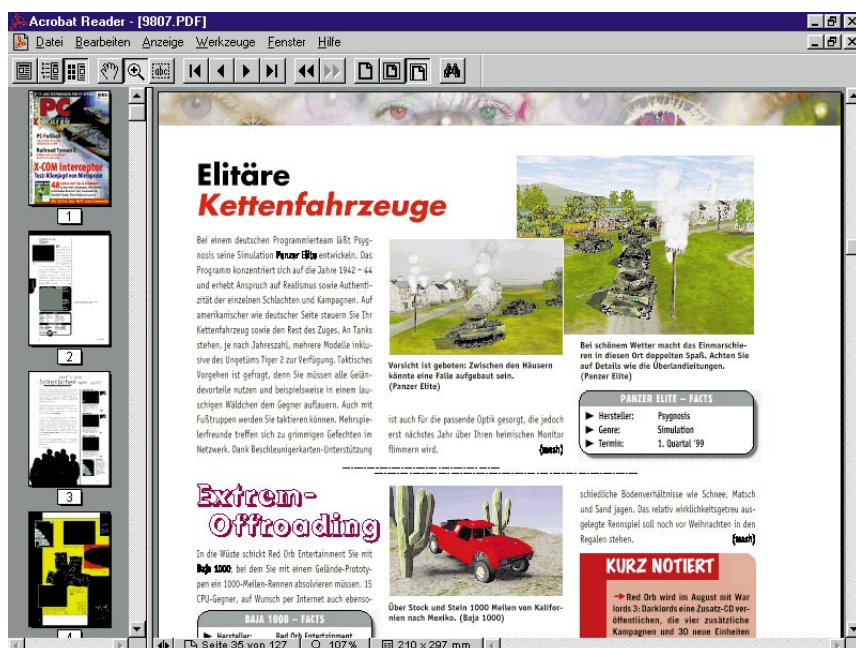 Acrobat Reader - [9807.PDF]
Datei Bearbeiten Anzeige Werkzeuge Fenster Hilfe
abc
PC
PC-Fußball
Railroad Tycoon 2
X-COM Interceptor
Test: Alienjagd von Microprose
1
2
3
4
Elitäre
Kettenfahrzeuge
Bei einem deutschen Programmierteam läßt Psyg-
nosis seine Simulation Panzer Elite entwickeln. Das
Programm konzentriert sich auf die Jahre 1942 – 44
und erhebt Anspruch auf Realismus sowie Authenti-
zität der einzelnen Schlachten und Kampagnen. Auf
amerikanischer wie deutscher Seite steuern Sie Ihr
Kettenfahrzeug sowie den Rest des Zuges. An Tanks
stehen, je nach Jahreszahl, mehrere Modelle inklu-
sive des Ungetüms Tiger 2 zur Verfügung. Taktisches
Vorgehen ist gefragt, denn Sie müssen alle Gelän-
devorteile nutzen und beispielsweise in einem lau-
schigen Wäldchen dem Gegner auflauern. Auch mit
Fußtruppen werden Sie taktieren können. Mehrspie-
lerfreunde treffen sich zu grimmigen Gefechten im
Netzwerk. Dank Beschleunigerkarten-Unterstützung
Vorsicht ist geboten: Zwischen den Häusern
könnte eine Falle aufgebaut sein.
(Panzer Elite)
ist auch für die passende Optik gesorgt, die jedoch
erst nächstes Jahr über Ihren heimischen Monitor
flimmern wird. (mash)
Bei schönem Wetter macht das Einmarschie-
ren in diesen Ort doppelten Spaß. Achten Sie
auf Details wie die Überlandleitungen.
(Panzer Elite)
PANZER ELITE – FACTS
Hersteller: Psygnosis
Genre: Simulation
Termin: 1. Quartal '99
Extrem-
Offroading
In die Wüste schickt Red Orb Entertainment Sie mit
Baja 1000, bei dem Sie mit einem Gelände-Prototy-
pen ein 1000-Meilen-Rennen absolvieren müssen. 15
CPU-Gegner, auf Wunsch per Internet auch ebenso-
BAJA 1000 – FACTS
Hersteller: Red Orb Entertainment
Über Stock und Stein 1000 Meilen von Kalifor-
nien nach Mexiko. (Baja 1000)
schiedliche Bodenverhältnisse wie Schnee, Matsch
und Sand jagen. Das relativ wirklichkeitsgetreu aus-
gelegte Rennspiel soll noch vor Weihnachten in den
Regalen stehen. (mash)
KURZ NOTIERT
Red Orb wird im August mit War
lords 3: Darklords eine Zusatz-CD ver-
öffentlichen, die vier zusätzliche
Kampagnen und 30 neue Einheiten
Seite 35 von 127 107% 210 x 297 mm